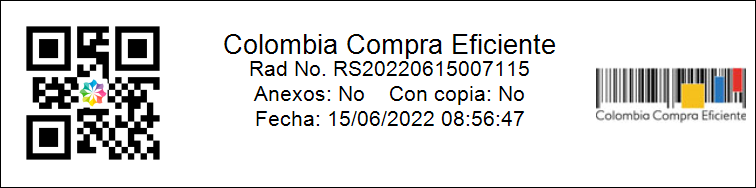 Colombia Compra Eficiente
Rad No. RS20220615007115
Anexos: No    Con copia: No
Fecha: 15/06/2022 08:56:47
Colombia Compra Eficiente